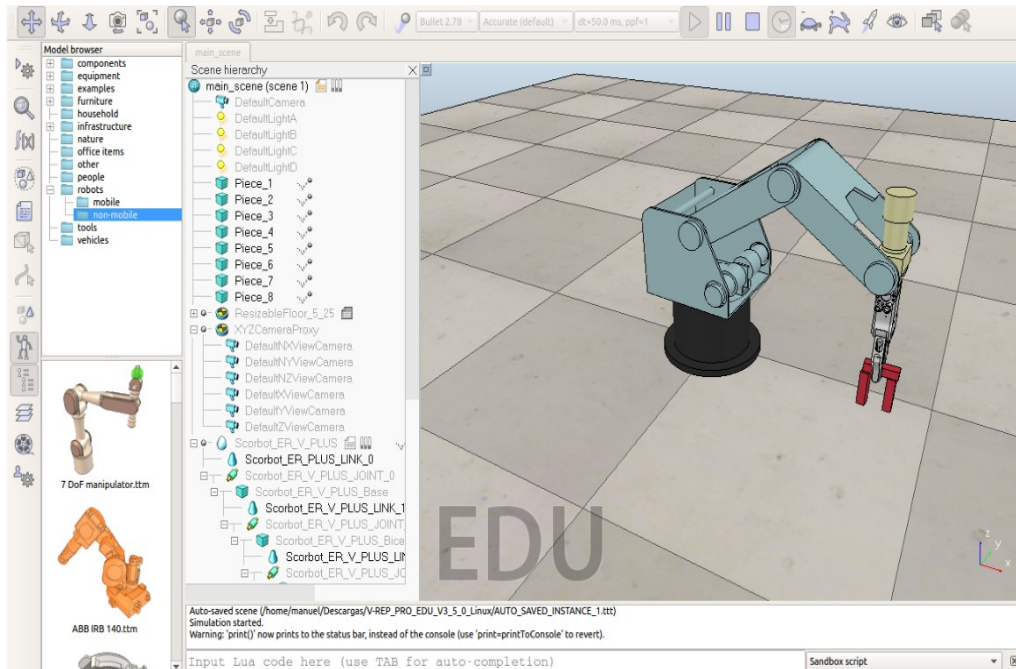 Bullet 2.78
Accurate (default)
dt=50.0 ms, ppf=1
Model browser
components
equipment
examples
furniture
household
infrastructure
nature
office items
other
people
robots
mobile
non-mobile
tools
vehicles
7 DoF manipulator.ttm
ABB IRB 140.ttm
main_scene
Scene hierarchy
main_scene (scene 1)
DefaultCamera
DefaultLightA
DefaultLightB
DefaultLightC
DefaultLightD
Piece_1
Piece_2
Piece_3
Piece_4
Piece_5
Piece_6
Piece_7
Piece_8
ResizableFloor_5_25
XYZCameraProxy
DefaultNXViewCamera
DefaultNYViewCamera
DefaultNZViewCamera
DefaultXViewCamera
DefaultYViewCamera
DefaultZViewCamera
Scorbot_ER_V_PLUS
Scorbot_ER_PLUS_LINK_0
Scorbot_ER_V_PLUS_JOINT_0
Scorbot_ER_V_PLUS_Base
Scorbot_ER_V_PLUS_LINK_1
Scorbot_ER_V_PLUS_JOINT
Scorbot_ER_V_PLUS_Bice
Scorbot_ER_V_PLUS_LIN
Scorbot_ER_V_PLUS_JO
f(x)
EDU
z
y
x
Auto-saved scene (/home/manuel/Descargas/V-REP_PRO_EDU_V3_5_0_Linux/AUTO_SAVED_INSTANCE_1.ttt)
Simulation started.
Warning: 'print()' now prints to the status bar, instead of the console (use 'print=printToConsole' to revert).
Input Lua code here (use TAB for auto-completion)
Sandbox script